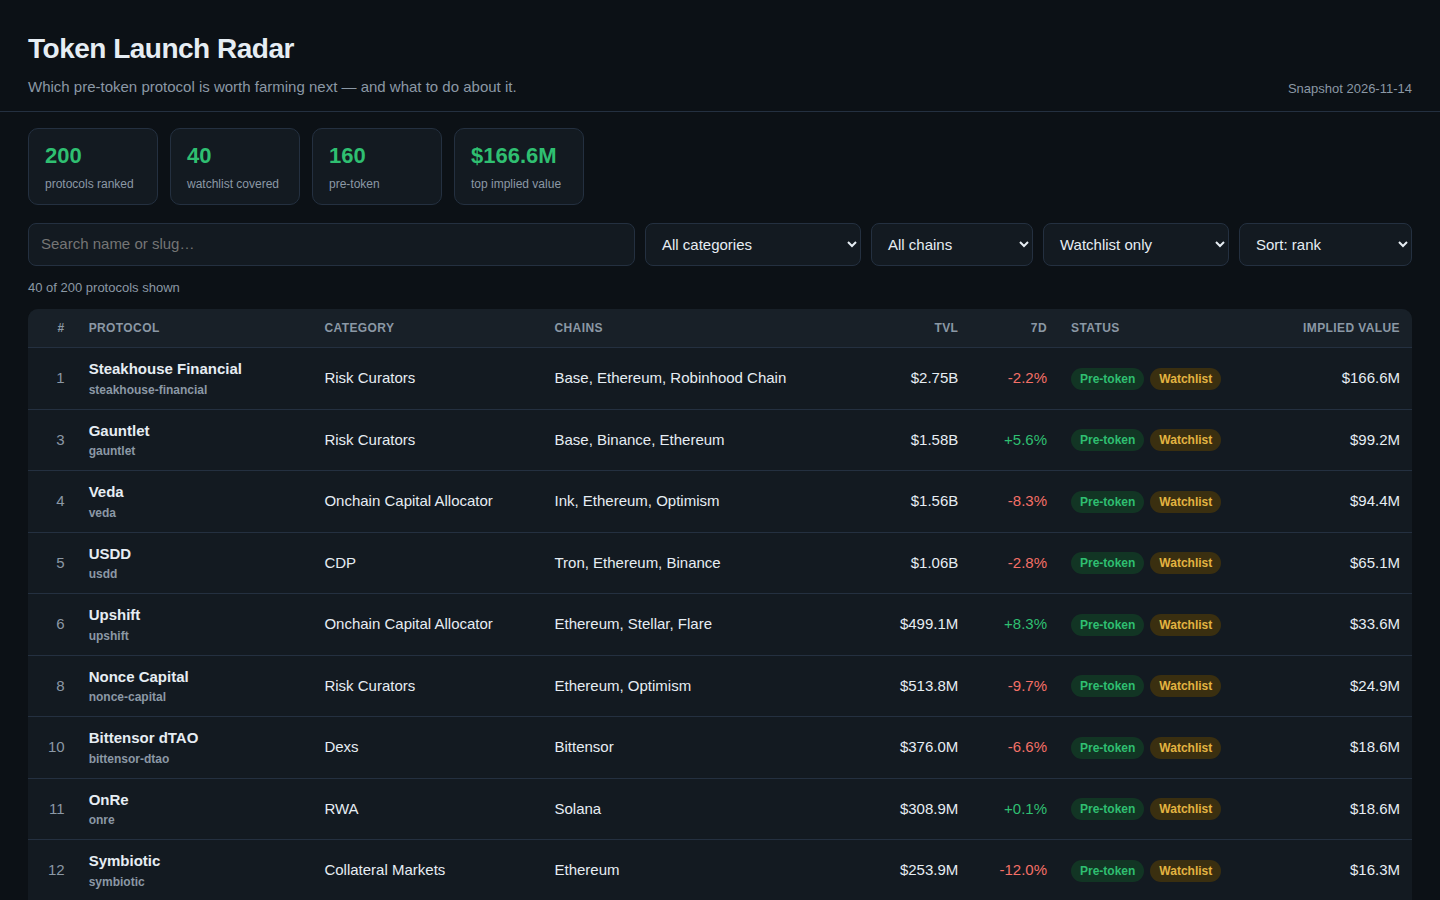 Token Launch Radar
Which pre-token protocol is worth farming next — and what to do about it.
Snapshot 2026-11-14
200
protocols ranked
40
watchlist covered
160
pre-token
$166.6M
top implied value
Search name or slug…
All categories
All chains
Watchlist only
Sort: rank
40 of 200 protocols shown
# PROTOCOL CATEGORY CHAINS TVL 7D STATUS IMPLIED VALUE
1 Steakhouse Financial Risk Curators Base, Ethereum, Robinhood Chain $2.75B -2.2% Pre-token Watchlist $166.6M
steakhouse-financial
3 Gauntlet Risk Curators Base, Binance, Ethereum $1.58B +5.6% Pre-token Watchlist $99.2M
gauntlet
4 Veda Onchain Capital Allocator Ink, Ethereum, Optimism $1.56B -8.3% Pre-token Watchlist $94.4M
veda
5 USDD CDP Tron, Ethereum, Binance $1.06B -2.8% Pre-token Watchlist $65.1M
usdd
6 Upshift Onchain Capital Allocator Ethereum, Stellar, Flare $499.1M +8.3% Pre-token Watchlist $33.6M
upshift
8 Nonce Capital Risk Curators Ethereum, Optimism $513.8M -9.7% Pre-token Watchlist $24.9M
nonce-capital
10 Bittensor dTAO Dexs Bittensor $376.0M -6.6% Pre-token Watchlist $18.6M
bittensor-dtao
11 OnRe RWA Solana $308.9M +0.1% Pre-token Watchlist $18.6M
onre
12 Symbiotic Collateral Markets Ethereum $253.9M -12.0% Pre-token Watchlist $16.3M
symbiotic